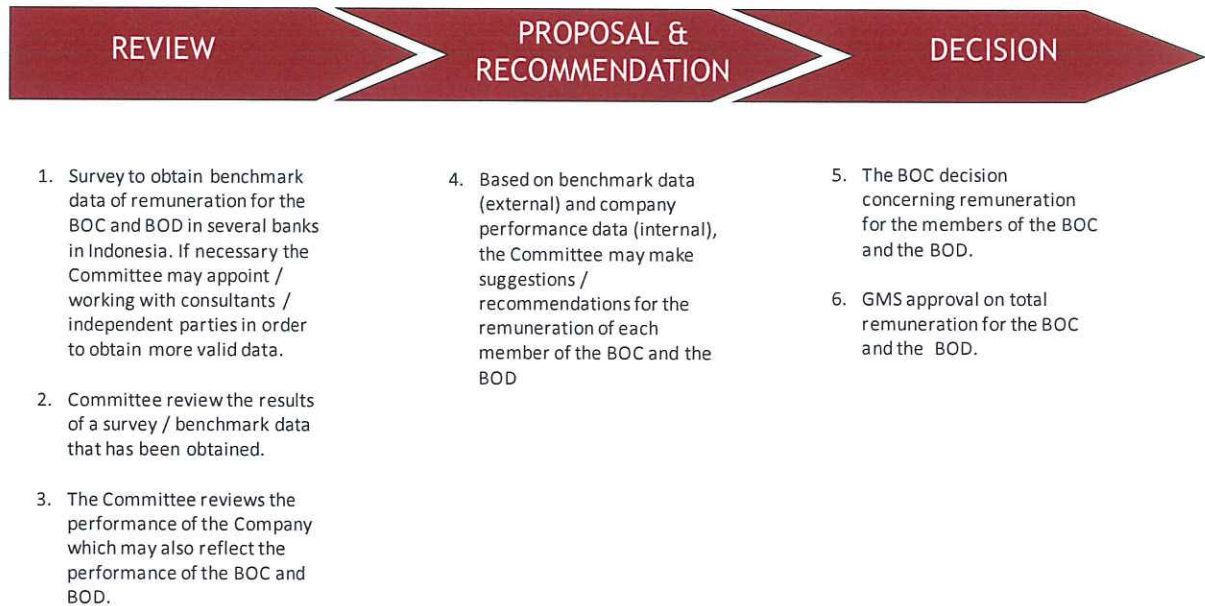 REVIEW
PROPOSAL &
RECOMMENDATION
DECISION
1. Survey to obtain benchmark
data of remuneration for the
BOC and BOD in several banks
in Indonesia. If necessary the
Committee may appoint /
working with consultants /
independent parties in order
to obtain more valid data.
2. Committee review the results
of a survey / benchmark data
that has been obtained.
3. The Committee reviews the
performance of the Company
which may also reflect the
performance of the BOC and
BOD.
4. Based on benchmark data
(external) and company
performance data (internal),
the Committee may make
suggestions /
recommendations for the
remuneration of each
member of the BOC and the
BOD
5. The BOC decision
concerning remuneration
for the members of the BOC
and the BOD.
6. GMS approval on total
remuneration for the BOC
and the BOD.